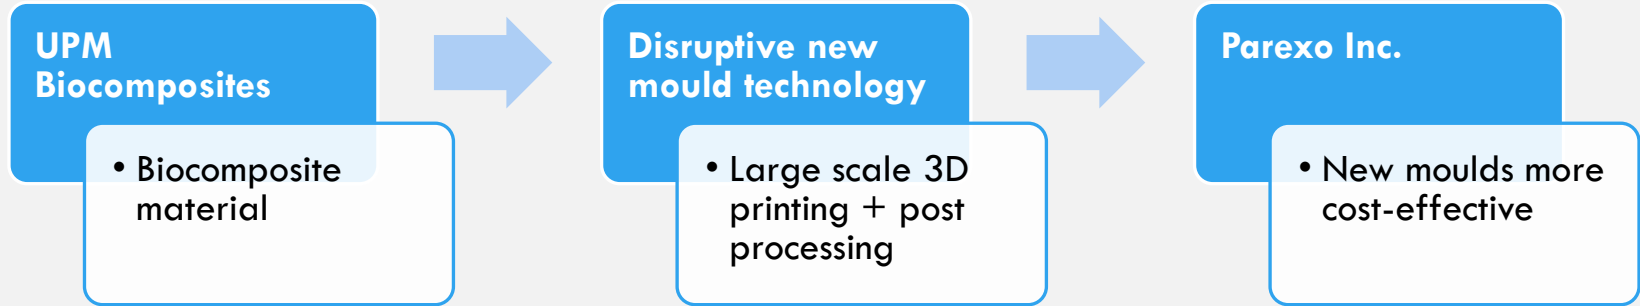 UPM
Biocomposites
• Biocomposite
material
Disruptive new
mould technology
• Large scale 3D
printing + post
processing
Parexo Inc.
• New moulds more
cost-effective